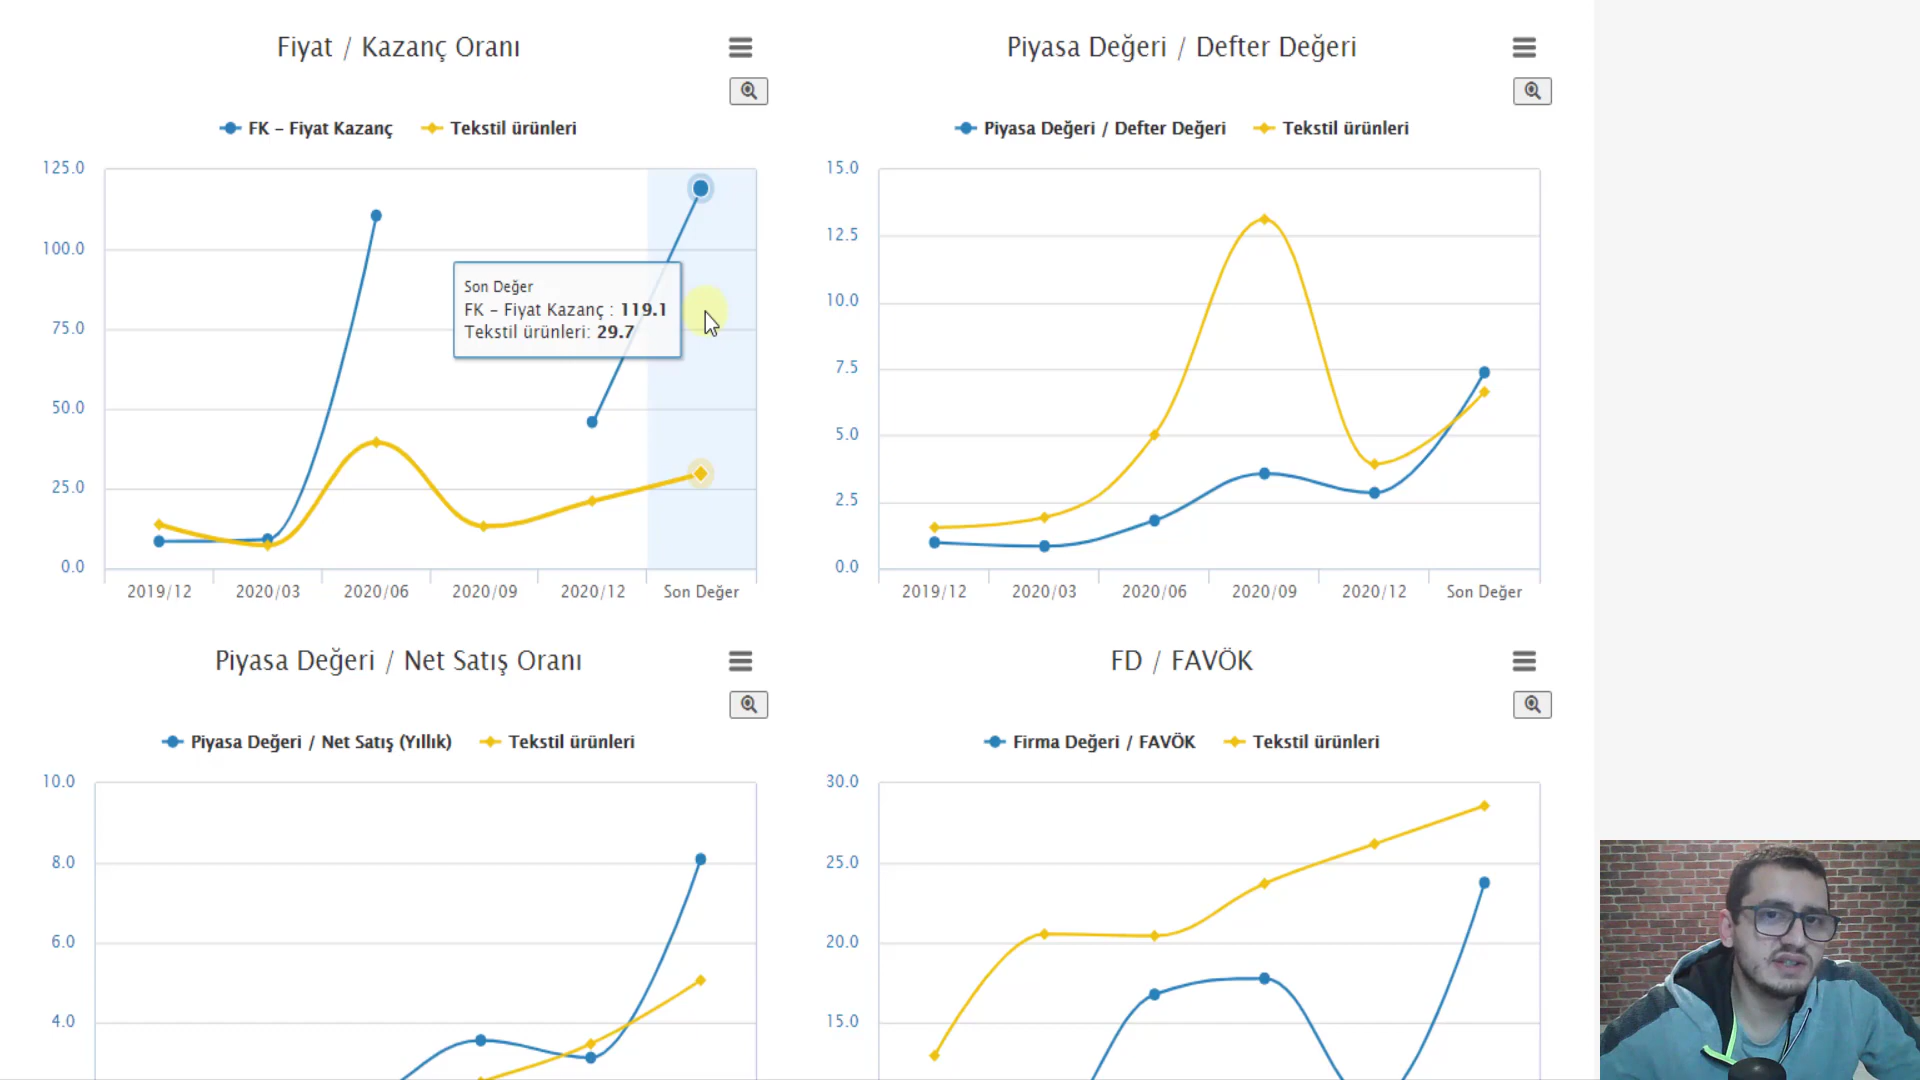 Fiyat / Kazanç Oranı
FK - Fiyat Kazanç
Tekstil ürünleri
125.0
100.0
75.0
50.0
25.0
0.0
Son Değer
FK - Fiyat Kazanç : 119.1
Tekstil ürünleri: 29.7
2019/12
2020/03
2020/06
2020/09
2020/12
Son Değer
Piyasa Değeri / Defter Değeri
Piyasa Değeri / Defter Değeri
Tekstil ürünleri
15.0
12.5
10.0
7.5
5.0
2.5
0.0
2019/12
2020/03
2020/06
2020/09
2020/12
Son Değer
Piyasa Değeri / Net Satış Oranı
Piyasa Değeri / Net Satış (Yıllık)
Tekstil ürünleri
10.0
8.0
6.0
4.0
FD / FAVÖK
Firma Değeri / FAVÖK
Tekstil ürünleri
30.0
25.0
20.0
15.0